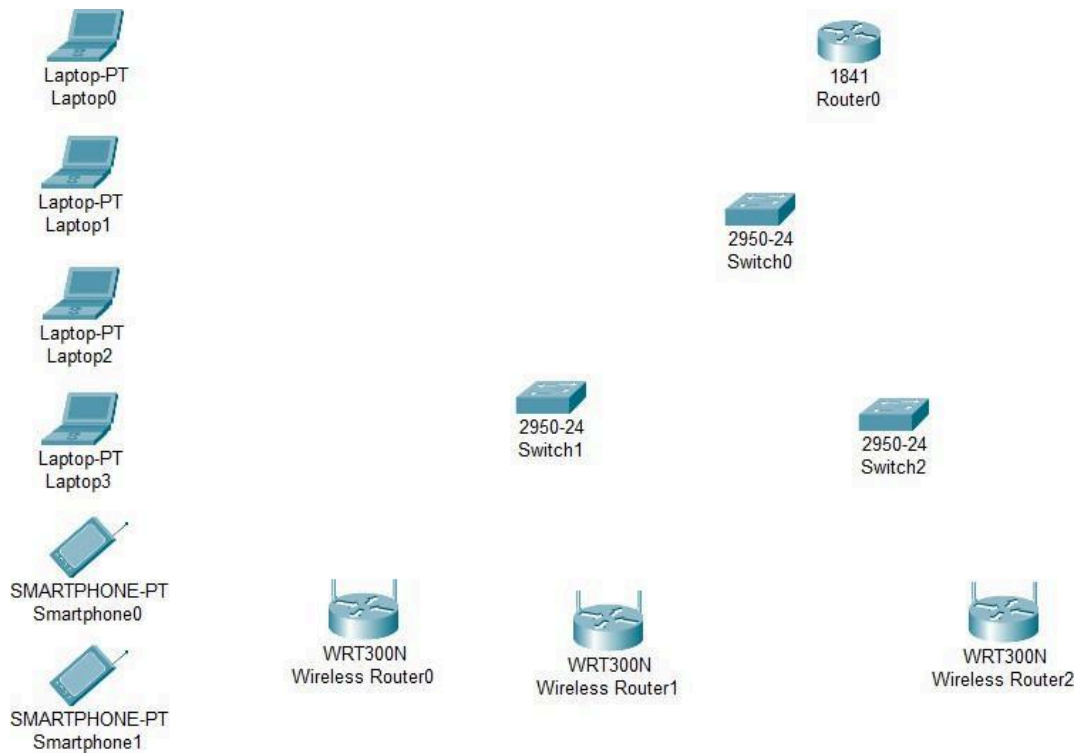 Laptop-PT
Laptop0
1841
Router0
Laptop-PT
Laptop1
2950-24
Switch0
Laptop-PT
Laptop2
Laptop-PT
Laptop3
2950-24
Switch1
2950-24
Switch2
SMARTPHONE-PT
Smartphone0
WRT300N
Wireless Router0
WRT300N
Wireless Router1
WRT300N
Wireless Router2
SMARTPHONE-PT
Smartphone1